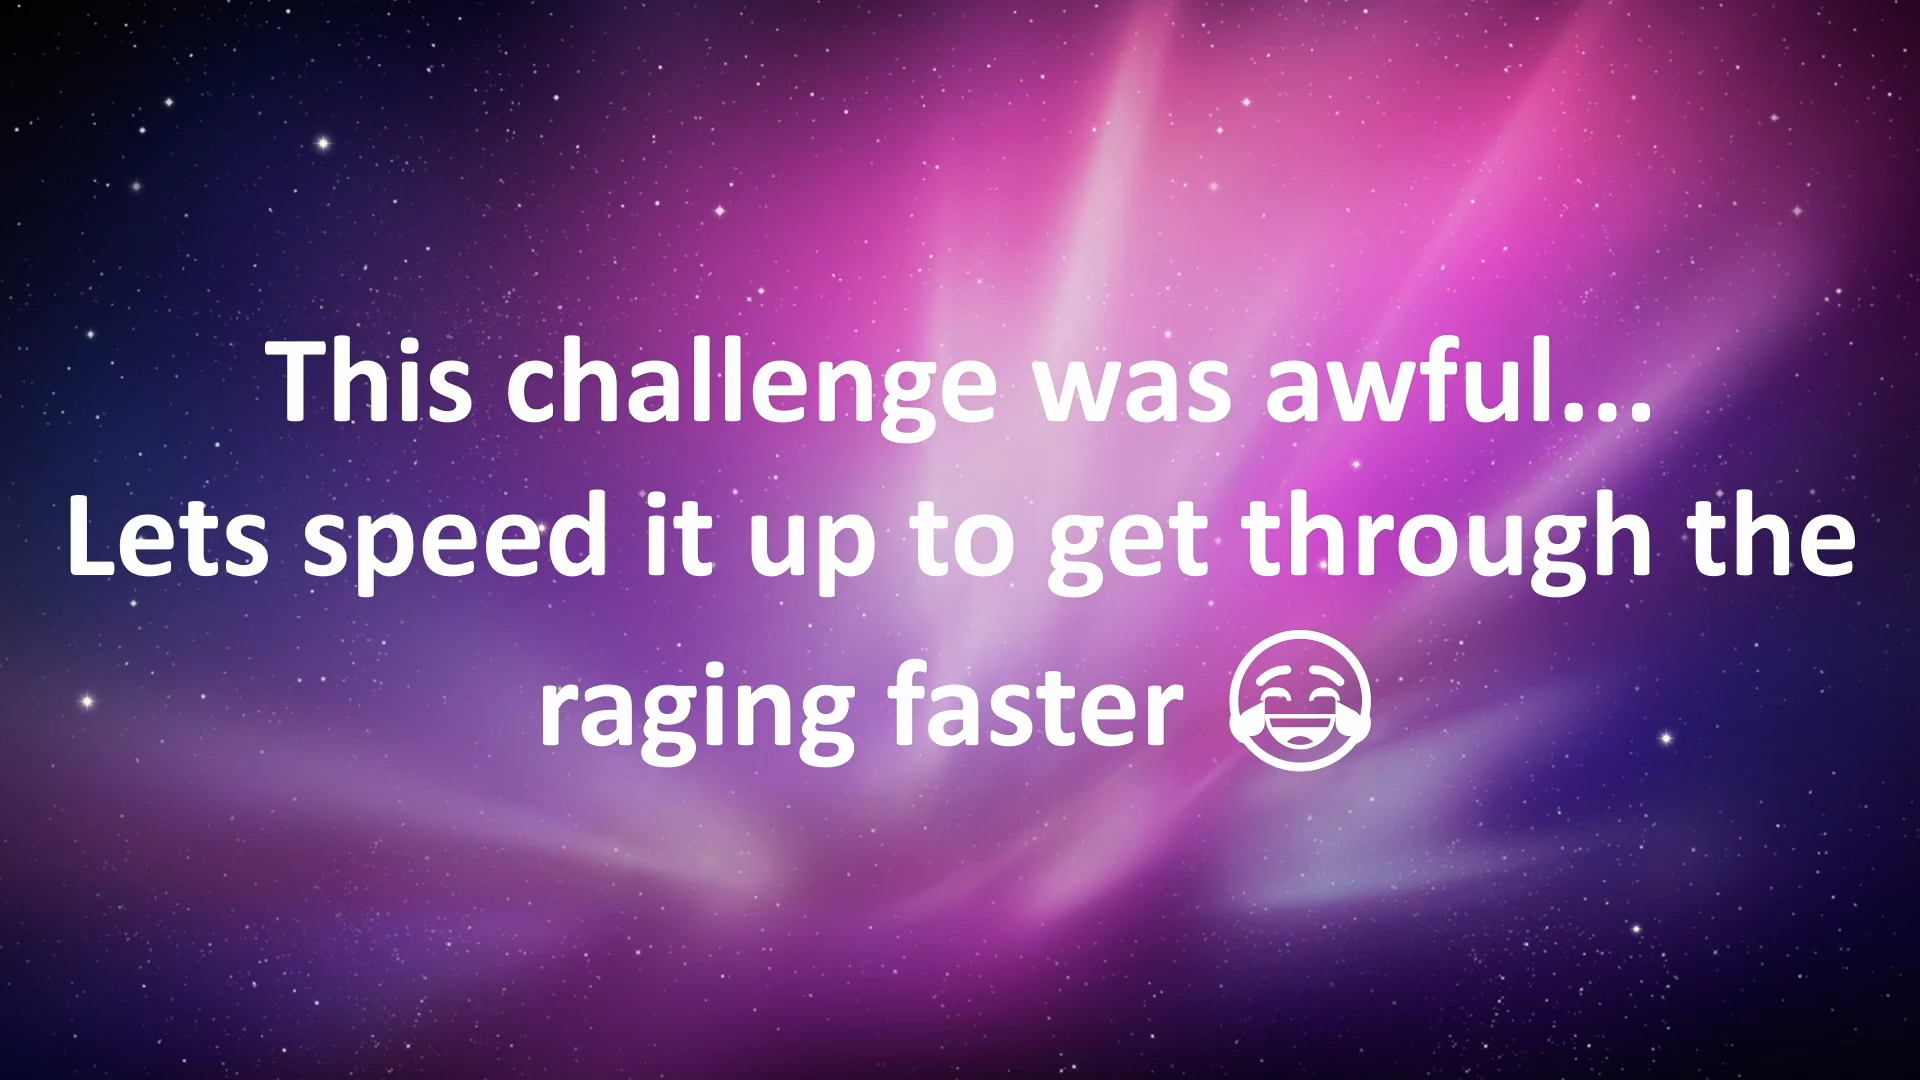 This challenge was awful...
Lets speed it up to get through the
raging faster 😂